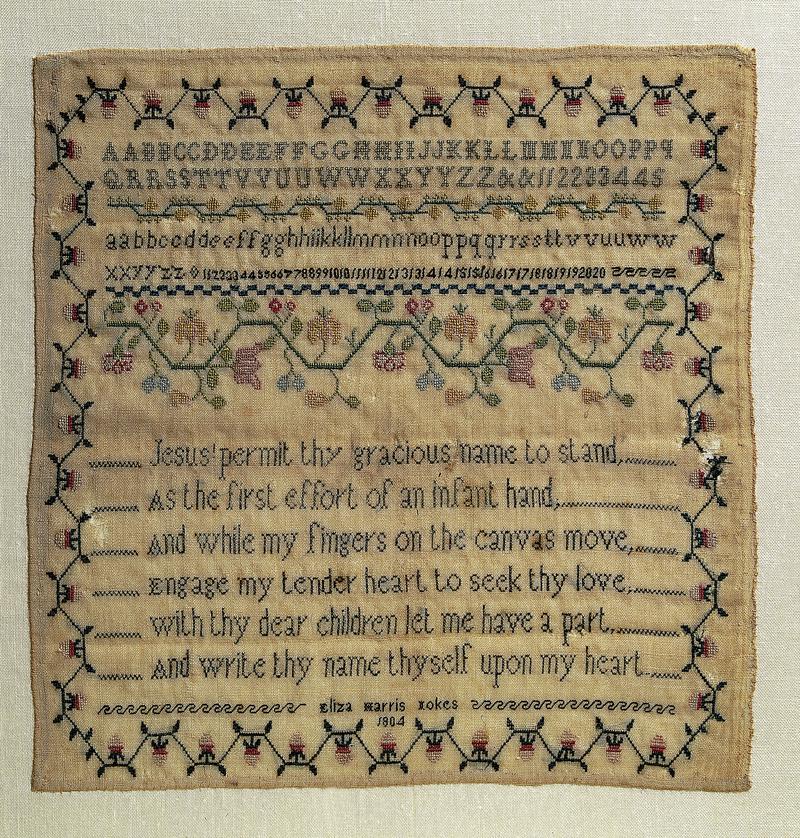 AABBCCDDEEFFGGHHIIJJKKLLMMNNOOPPQ
QRRSSTTVVUUWWXXYYZZ&&112233445
aabbccddeeffgghhiikkllmmnnooppqqrrssttvvuuww
xxyyzz 11223344556677889910101111121213131414151516161717181819192020
Jesus! permit thy gracious name to stand,
As the first effort of an infant hand,
And while my fingers on the canvas move,
Engage my tender heart to seek thy love,
with thy dear children let me have a part,
And write thy name thyself upon my heart
Eliza Harris
1804